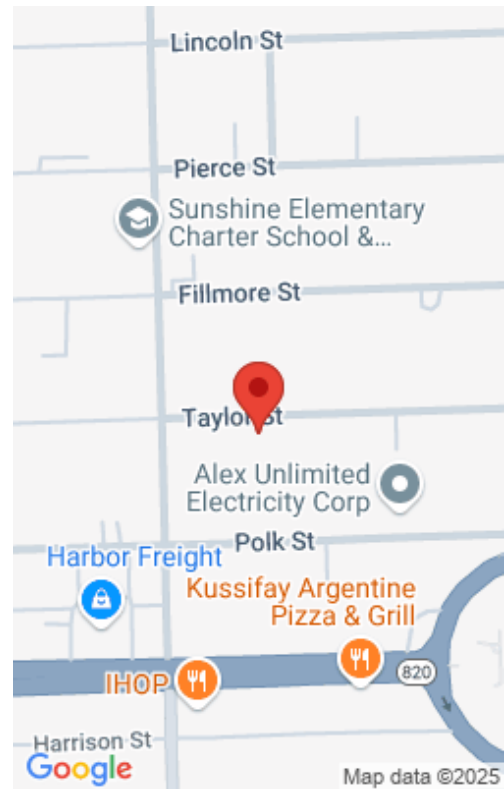 Lincoln St
Pierce St
Sunshine Elementary
Charter School &...
Fillmore St
Taylor St
Alex Unlimited
Electricity Corp
Polk St
Harbor Freight
Kussifay Argentine
Pizza & Grill
820
IHOP
Harrison St
Google
Map data ©2025